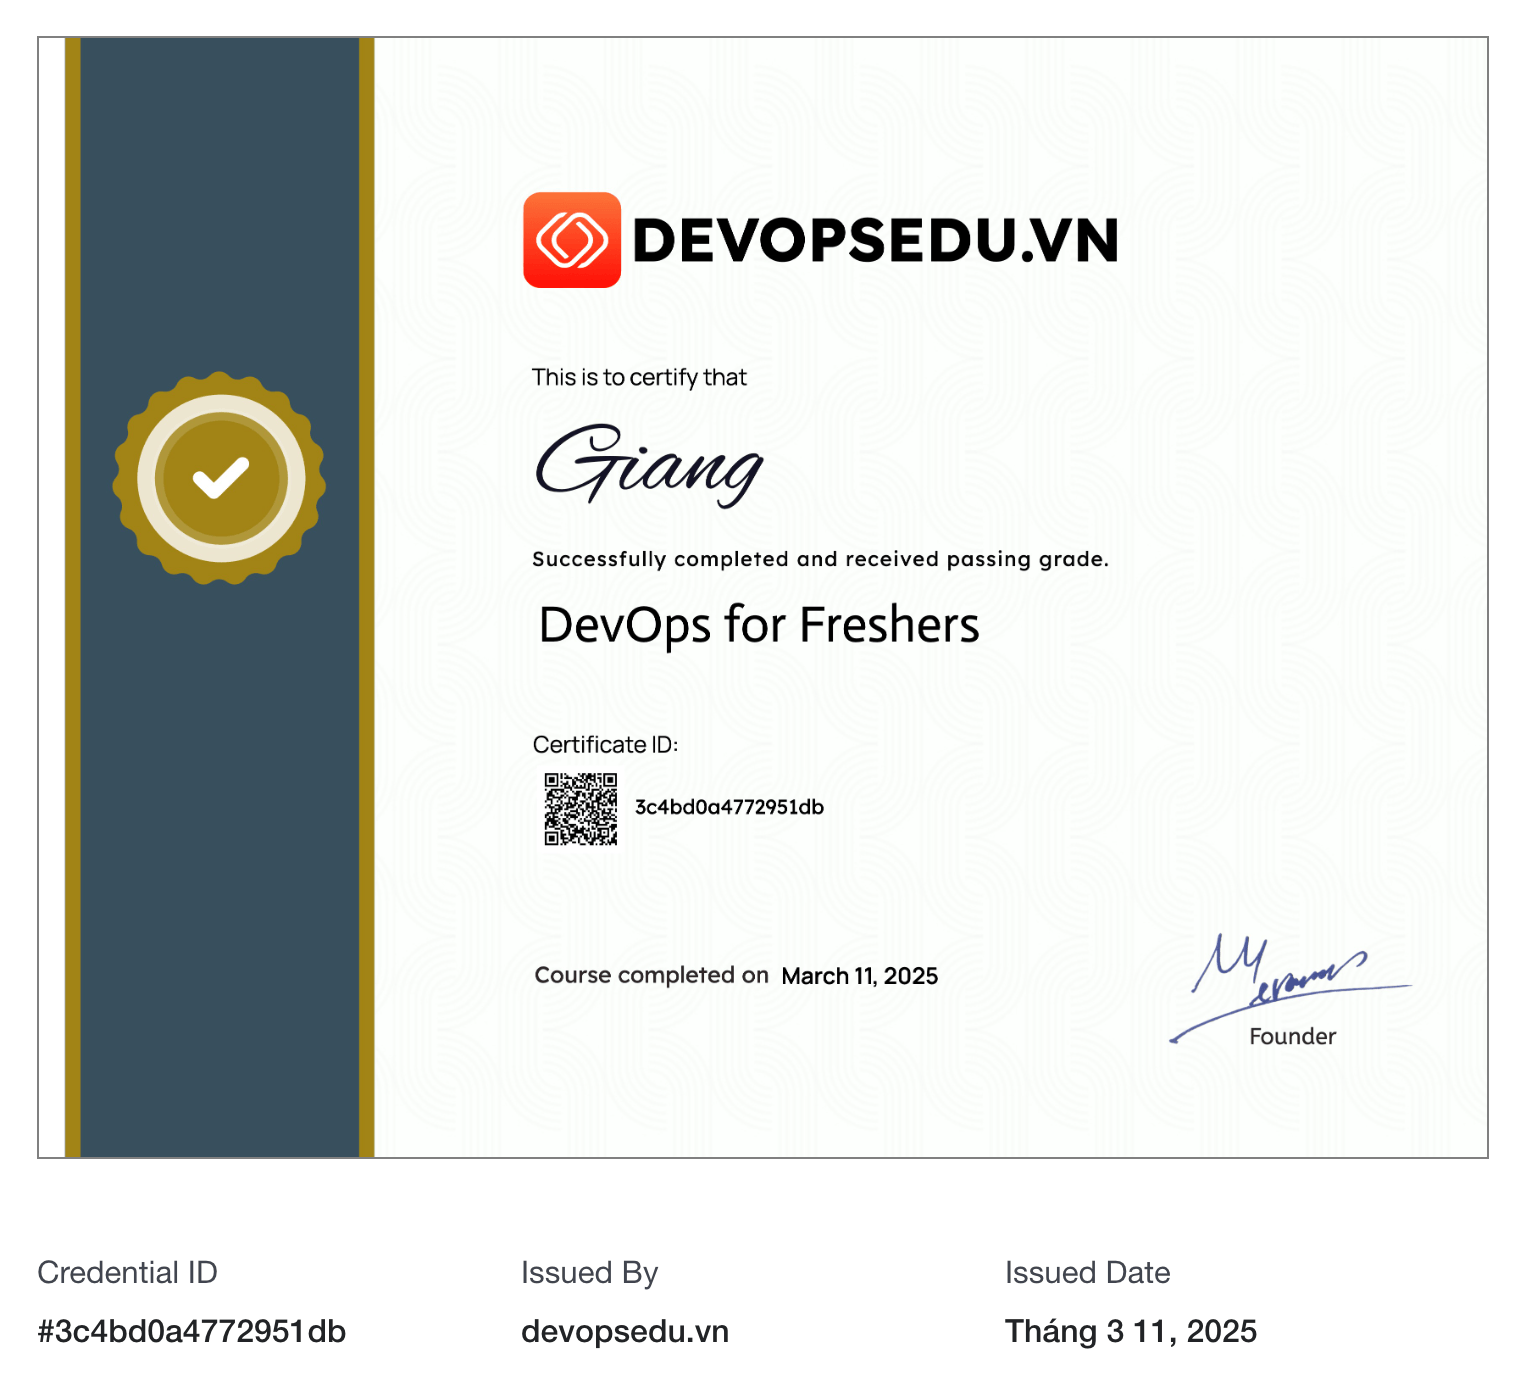 DEVOPSEDU.VN
This is to certify that
Giang
Successfully completed and received passing grade.
DevOps for Freshers
Certificate ID:
3c4bd0a4772951db
Course completed on March 11, 2025
Founder
Credential ID
#3c4bd0a4772951db
Issued By
devopsedu.vn
Issued Date
Tháng 3 11, 2025